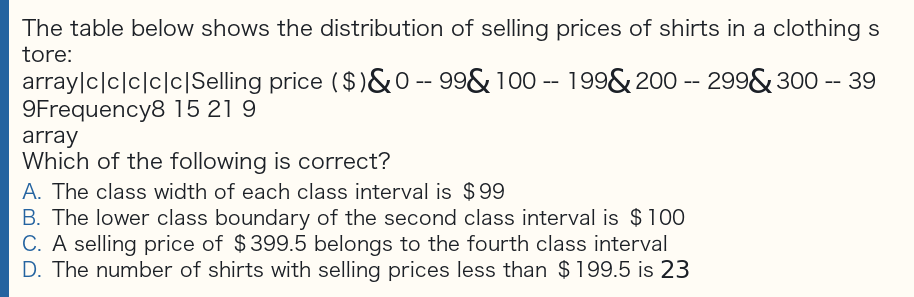 The table below shows the distribution of selling prices of shirts in a clothing s
tore:
array|c|c|c|c|c|Selling price ($)&0 -- 99&100 -- 199&200 -- 299&300 -- 39
9Frequency8 15 21 9
array
Which of the following is correct?
A. The class width of each class interval is $99
B. The lower class boundary of the second class interval is $100
C. A selling price of $399.5 belongs to the fourth class interval
D. The number of shirts with selling prices less than $199.5 is 23